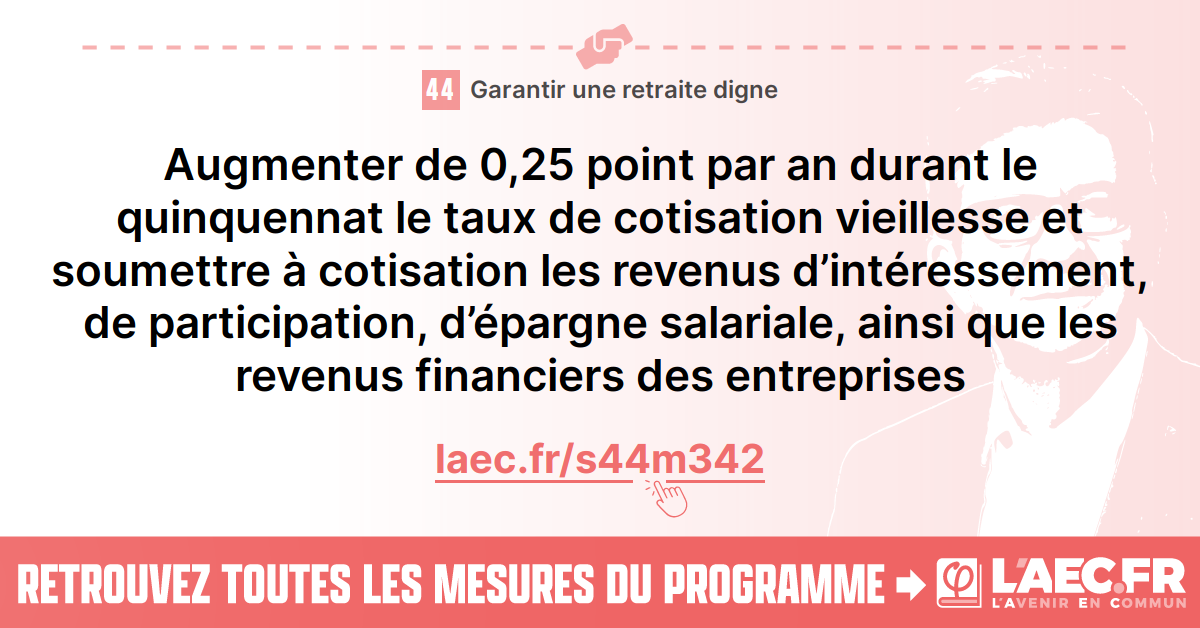 44 Garantir une retraite digne
Augmenter de 0,25 point par an durant le
quinquennat le taux de cotisation vieillesse et
soumettre à cotisation les revenus d’intéressement,
de participation, d’épargne salariale, ainsi que les
revenus financiers des entreprises
laec.fr/s44m342
RETROUVEZ TOUTES LES MESURES DU PROGRAMME
L'AEC.FR
L'AVENIR EN COMMUN